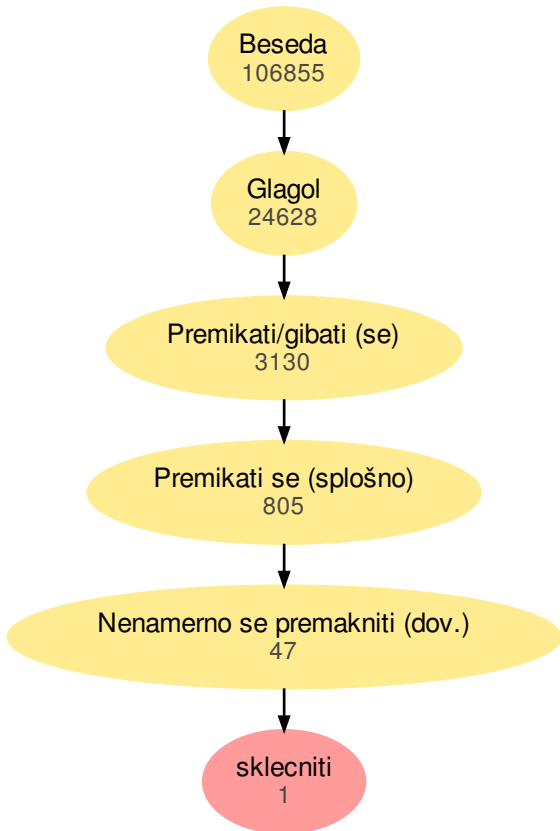 Beseda
106855
Glagol
24628
Premikati/gibati (se)
3130
Premikati se (splošno)
805
Nenamerno se premakniti (dov.)
47
sklecniti
1